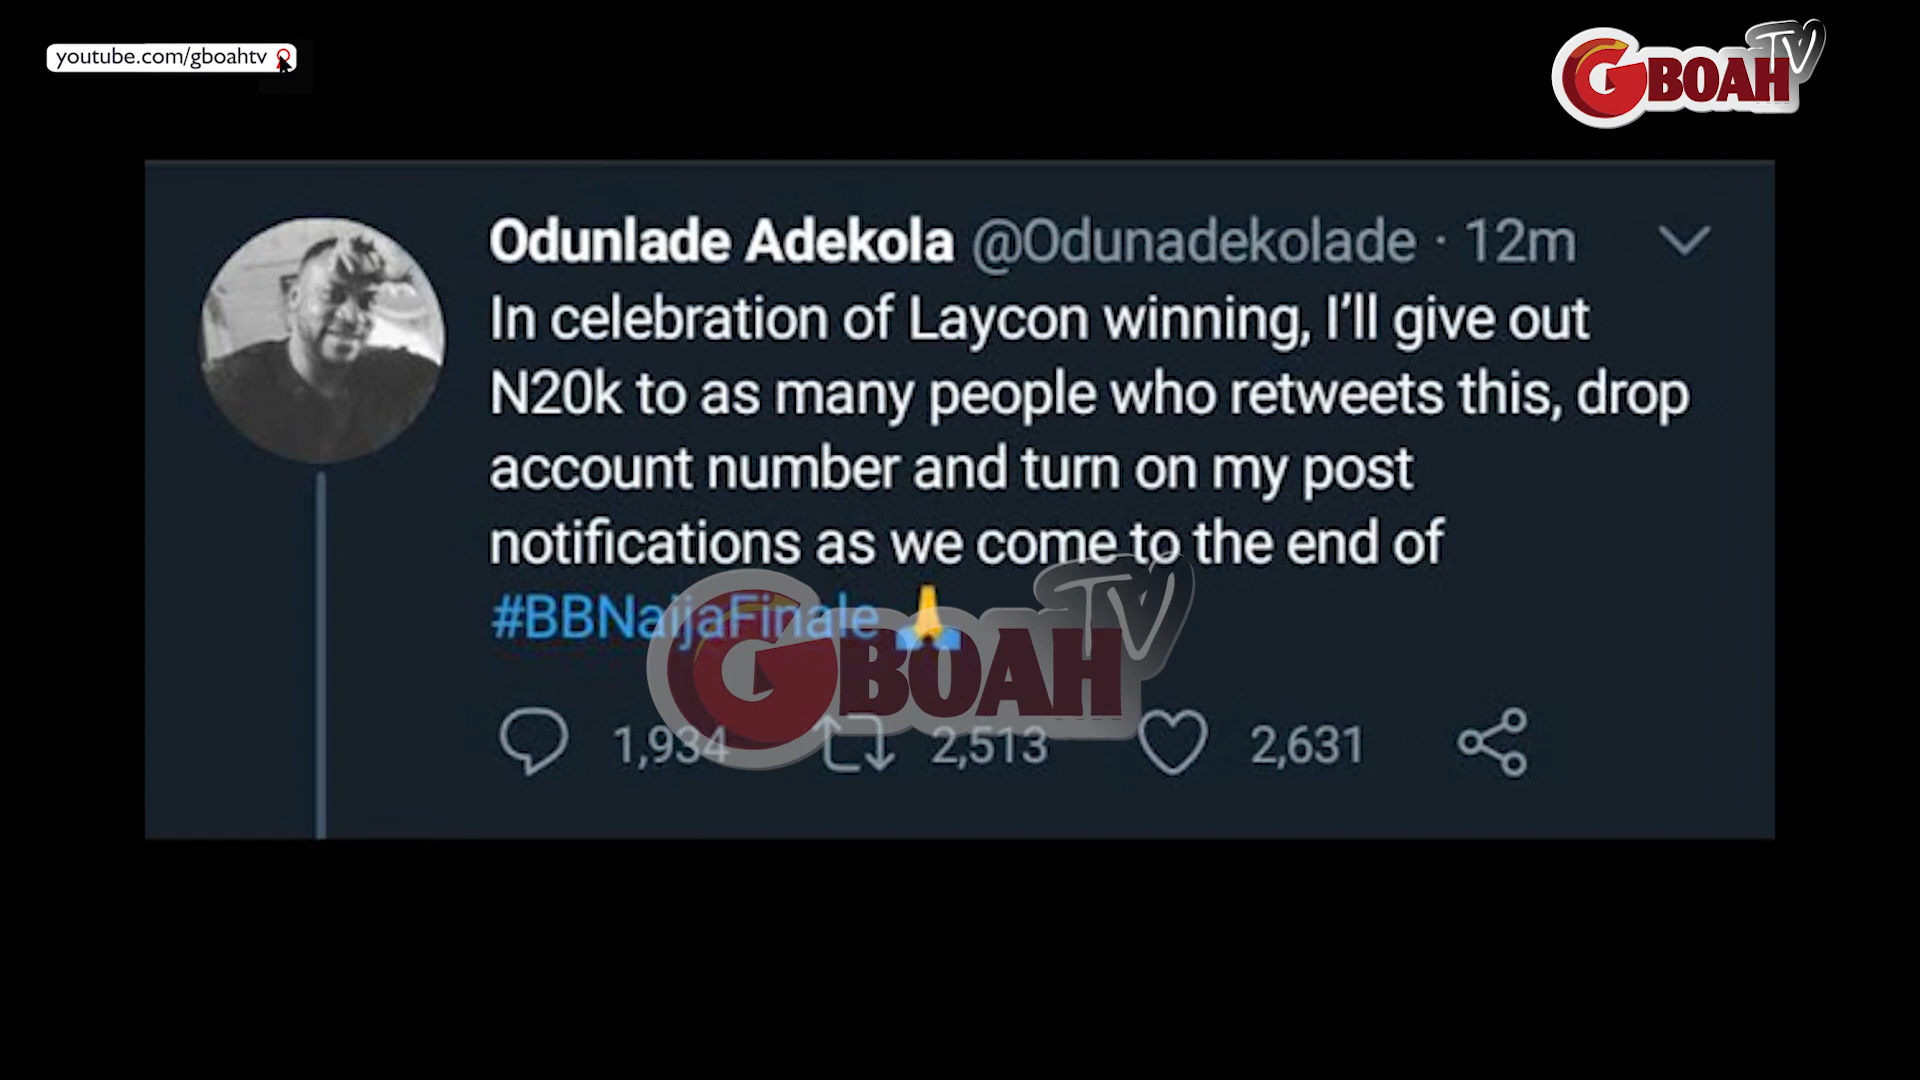 youtube.com/gboahtv
GBOAH TV
Odunlade Adekola @Odunadekolade · 12m
In celebration of Laycon winning, I'll give out
N20k to as many people who retweets this, drop
account number and turn on my post
notifications as we come to the end of
#BBNaijaFinale 🙏
GBOAH TV
1,934 2,513 2,631